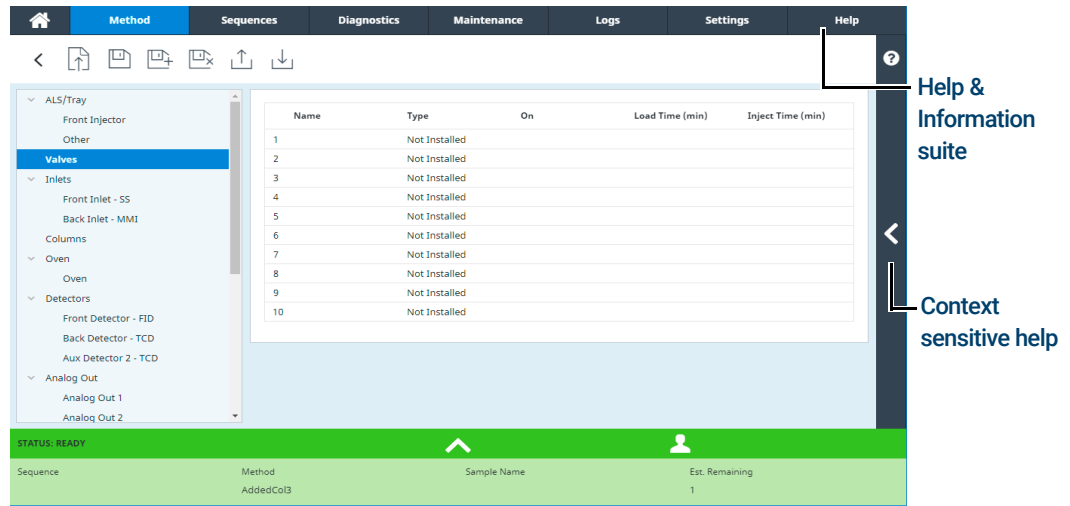 Method Sequences Diagnostics Maintenance Logs Settings Help
?
Help &
Information
suite
ALS/Tray
Front Injector
Other
Valves
Inlets
Front Inlet - SS
Back Inlet - MMI
Columns
Oven
Oven
Detectors
Front Detector - FID
Back Detector - TCD
Aux Detector 2 - TCD
Analog Out
Analog Out 1
Analog Out 2
Name Type On Load Time (min) Inject Time (min)
1 Not Installed
2 Not Installed
3 Not Installed
4 Not Installed
5 Not Installed
6 Not Installed
7 Not Installed
8 Not Installed
9 Not Installed
10 Not Installed
Context
sensitive help
STATUS: READY
Sequence Method Sample Name Est. Remaining
AddedCol3 1